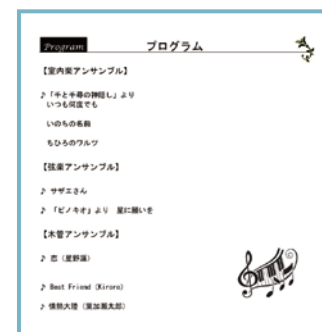 Program
プログラム
【室内楽アンサンブル】
♪「千と千尋の神隠し」より
いつも何度でも
いのちの名前
ちひろのワルツ
【弦楽アンサンブル】
♪ サザエさん
♪ 「ピノキオ」より 星に願いを
【木管アンサンブル】
♪ 恋（星野源）
♪ Best Friend (Kiroro)
♪ 情熱大陸（葉加瀬太郎）